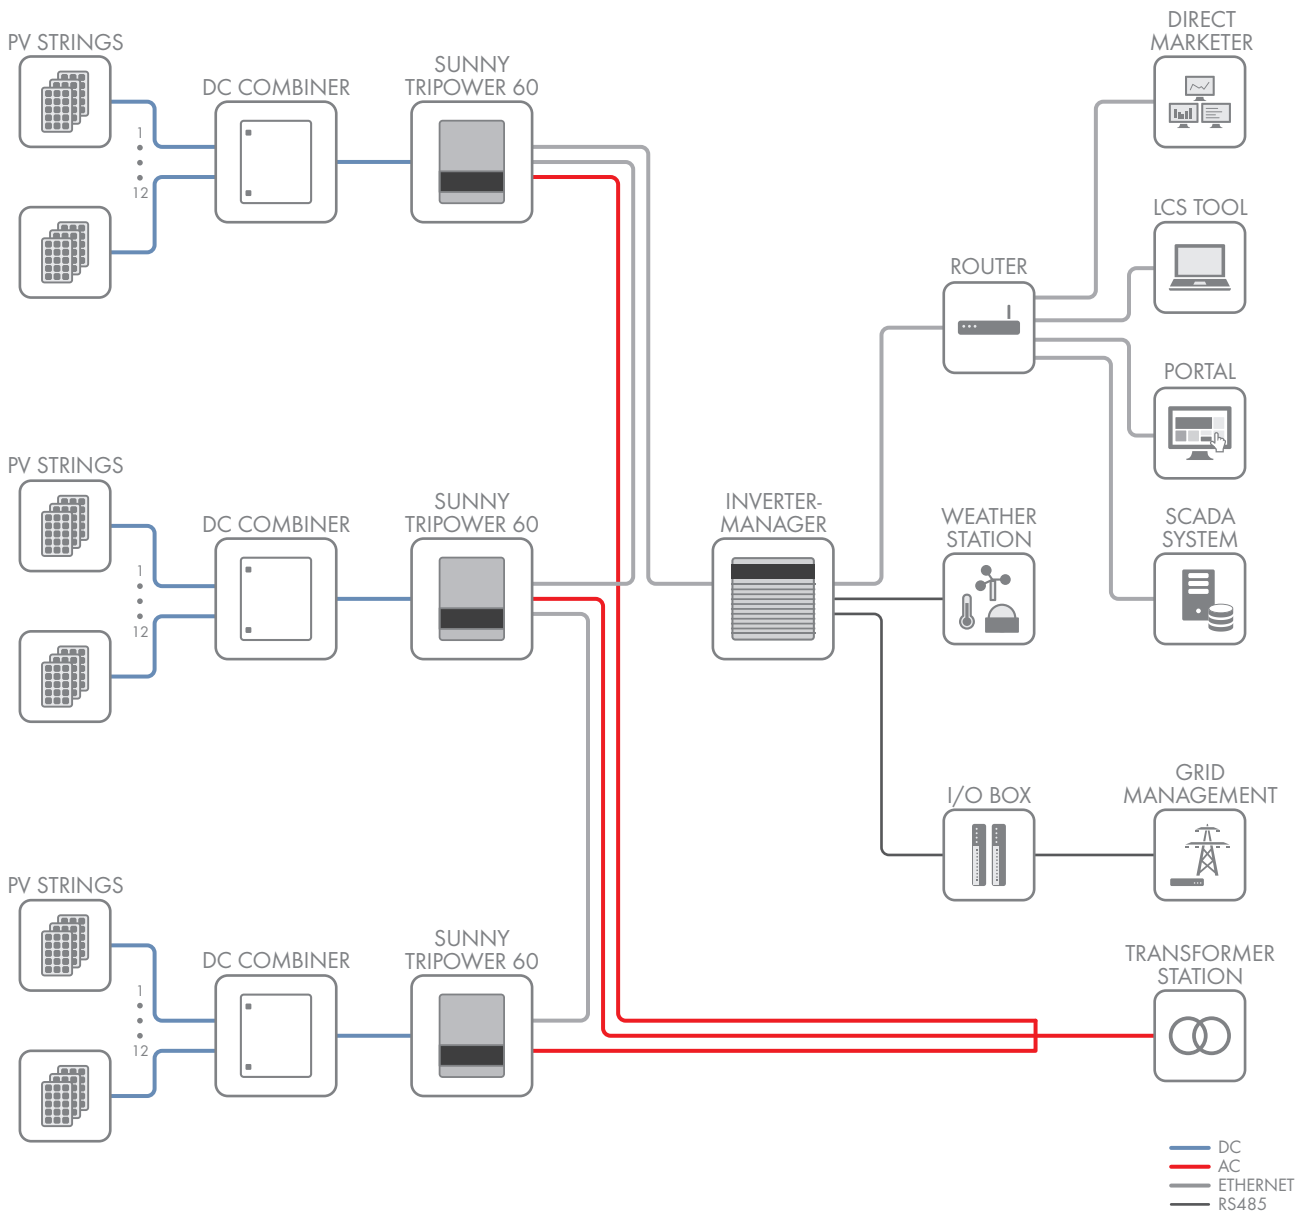 PV STRINGS
DC COMBINER
SUNNY
TRIPOWER 60
1
12
DIRECT
MARKETER
LCS TOOL
ROUTER
PORTAL
PV STRINGS
DC COMBINER
SUNNY
TRIPOWER 60
1
12
INVERTER-
MANAGER
WEATHER
STATION
SCADA
SYSTEM
I/O BOX
GRID
MANAGEMENT
PV STRINGS
DC COMBINER
SUNNY
TRIPOWER 60
1
12
TRANSFORMER
STATION
DC
AC
ETHERNET
RS485